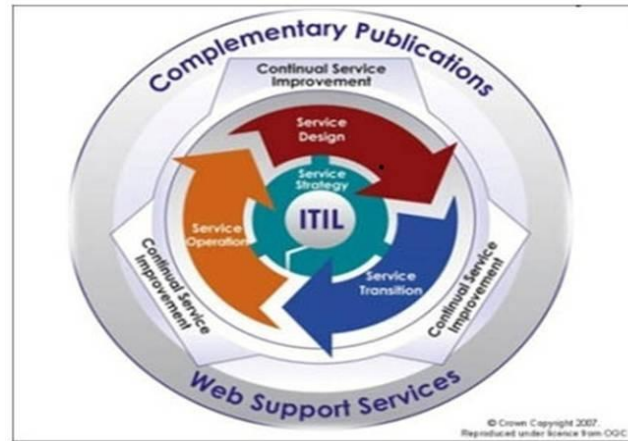 Complementary Publications
Continual Service
Improvement
Service
Design
Service
Strategy
ITIL
Service
Operation
Service
Transition
Continual Service
Improvement
Continual Service
Improvement
Web Support Services
© Crown Copyright 2007.
Reproduced under licence from OGC